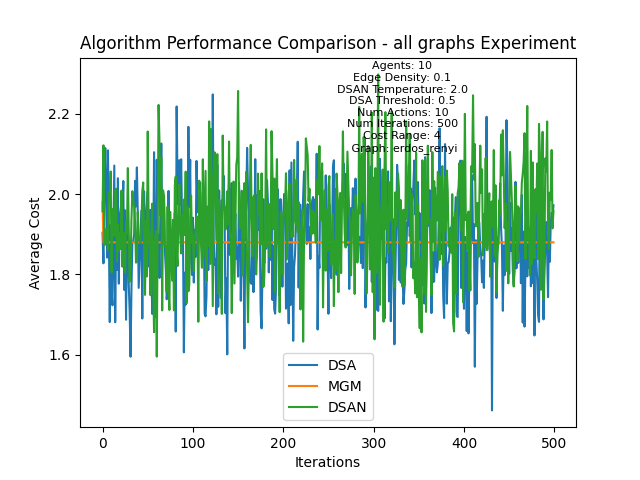 Algorithm Performance Comparison - all graphs Experiment
Agents: 10
Edge Density: 0.1
DSAN Temperature: 2.0
DSA Threshold: 0.5
Num Actions: 10
Num Iterations: 500
Cost Range: 4
Graph: erdos_renyi
2.2
2.0
1.8
1.6
Average Cost
DSA
MGM
DSAN
0
100
200
300
400
500
Iterations